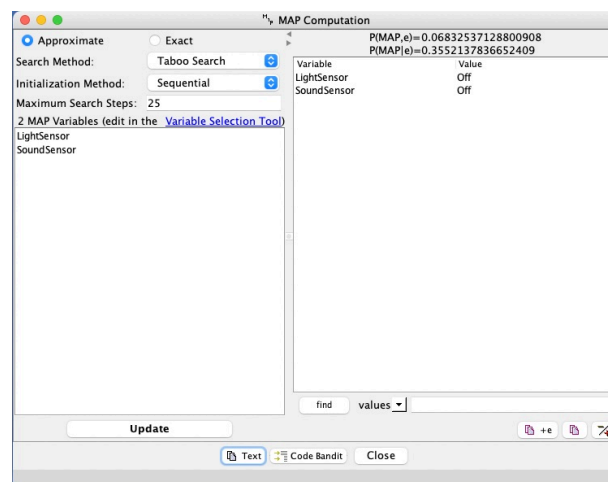 MAP Computation
Approximate Exact
Search Method: Taboo Search
Initialization Method: Sequential
Maximum Search Steps: 25
2 MAP Variables (edit in the Variable Selection Tool)
LightSensor
SoundSensor
Update
P(MAP,e)=0.06832537128800908
P(MAP|e)=0.3552137836652409
Variable Value
LightSensor Off
SoundSensor Off
find values
+e
Text Code Bandit Close